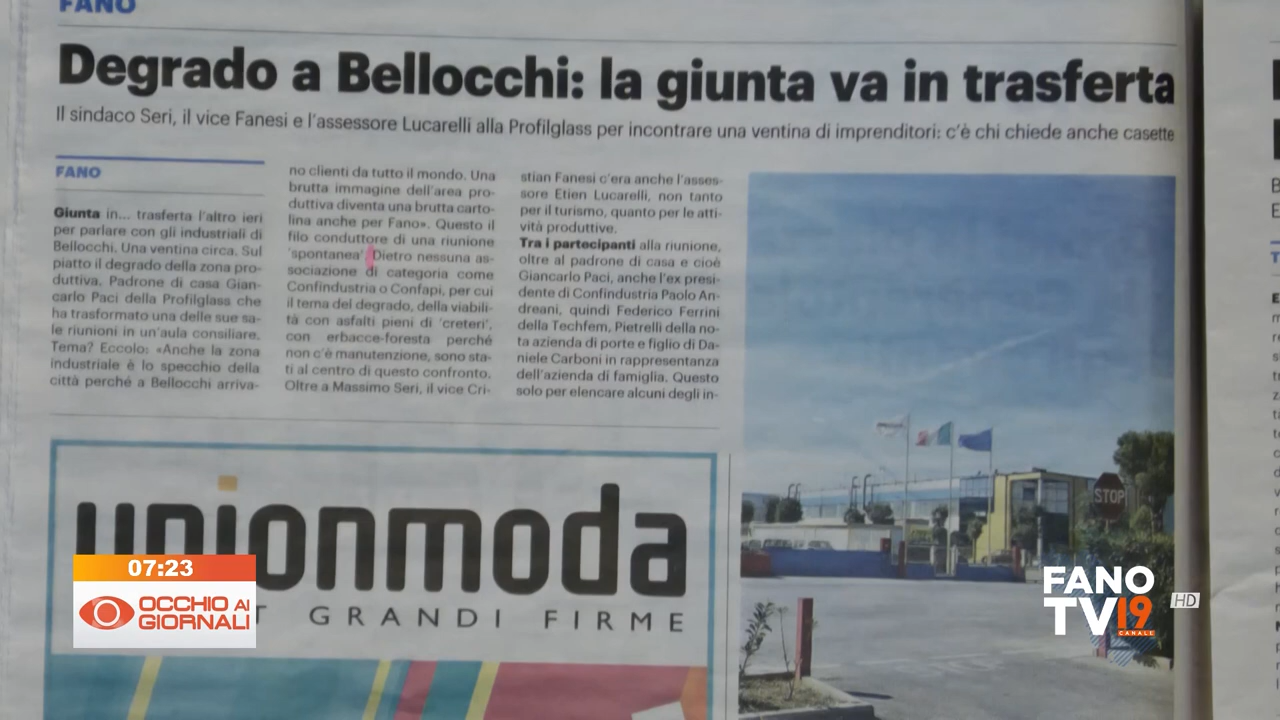 FANO
Degrado a Bellocchi: la giunta va in trasferta
Il sindaco Seri, il vice Fanesi e l'assessore Lucarelli alla Profilglass per incontrare una ventina di imprenditori: c'è chi chiede anche casette
FANO
Giunta in... trasferta l'altro ieri
per parlare con gli industriali di
Bellocchi. Una ventina circa. Sul
piatto il degrado della zona pro-
duttiva. Padrone di casa Gian-
carlo Paci della Profilglass che
ha trasformato una delle sue sa-
le riunioni in un'aula consiliare.
Tema? Eccolo: «Anche la zona
industriale è lo specchio della
città perché a Bellocchi arriva-
no clienti da tutto il mondo. Una
brutta immagine dell'area pro-
duttiva diventa una brutta carto-
lina anche per Fano». Questo il
filo conduttore di una riunione
'spontanea' Dietro nessuna as-
sociazione di categoria come
Confindustria o Confapi, per cui
il tema del degrado, della viabili-
tà con asfalti pieni di 'creteri',
con erbacce-foresta perché
non c'è manutenzione, sono sta-
ti al centro di questo confronto.
Oltre a Massimo Seri, il vice Cri-
stian Fanesi c'era anche l'asses-
sore Etien Lucarelli, non tanto
per il turismo, quanto per le atti-
vità produttive.
Tra i partecipanti alla riunione,
oltre al padrone di casa e cioè
Giancarlo Paci, anche l'ex presi-
dente di Confindustria Paolo An-
dreani, quindi Federico Ferrini
della Techfem, Pietrelli della no-
ta azienda di porte e figlio di Da-
niele Carboni in rappresentanza
dell'azienda di famiglia. Questo
solo per elencare alcuni degli in-
unionmoda
T GRANDI FIRME
STOP
07:23
OCCHIO AI
GIORNALI
FANO
TV19
CANALE
HD